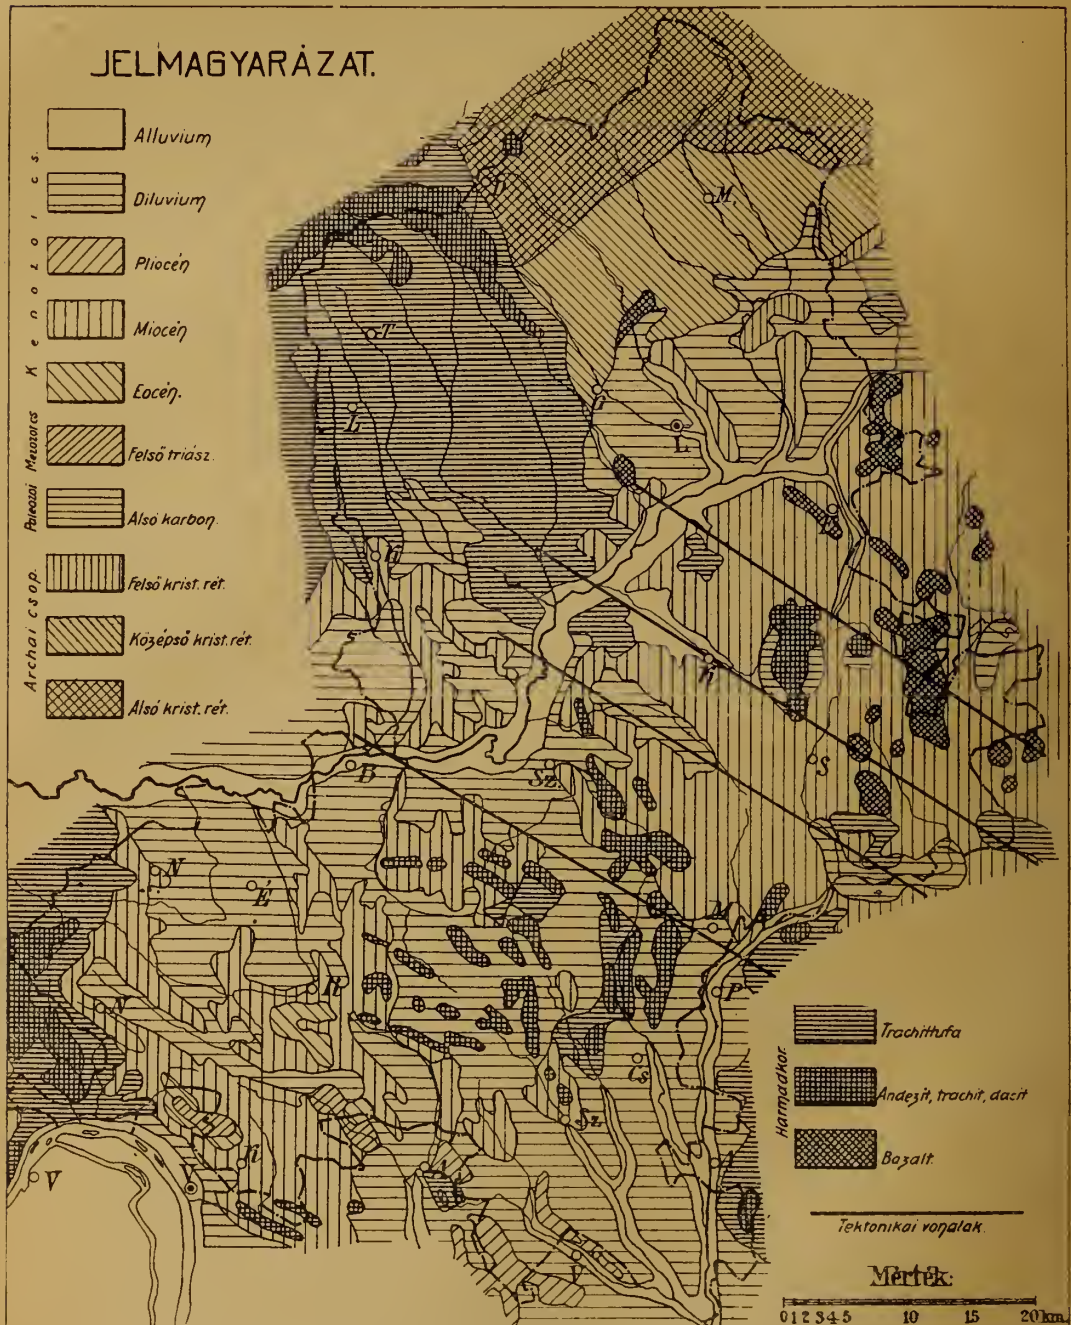 JELMAGYARÁZAT.
Kenozoi cs.
Alluvium
Diluvium
Pliocén
Miocén
Eocén.
Mezozoi cs
Felső triász.
Paleozoi
Alsó karbon.
Archai csop.
Felső krist. rét.
Középső krist. rét.
Alsó krist. rét.
M.
T
L
G
L.
B
Sz.
S
N
É
M
P
N
H.
Cs.
Sz.
V
V
A
A
V
Harmadkor.
Trachittufa
Andezit, trachit, dacit
Bazalt.
Tektonikai vonalak.
Mérték:
0 1 2 3 4 5 10 15 20 km.